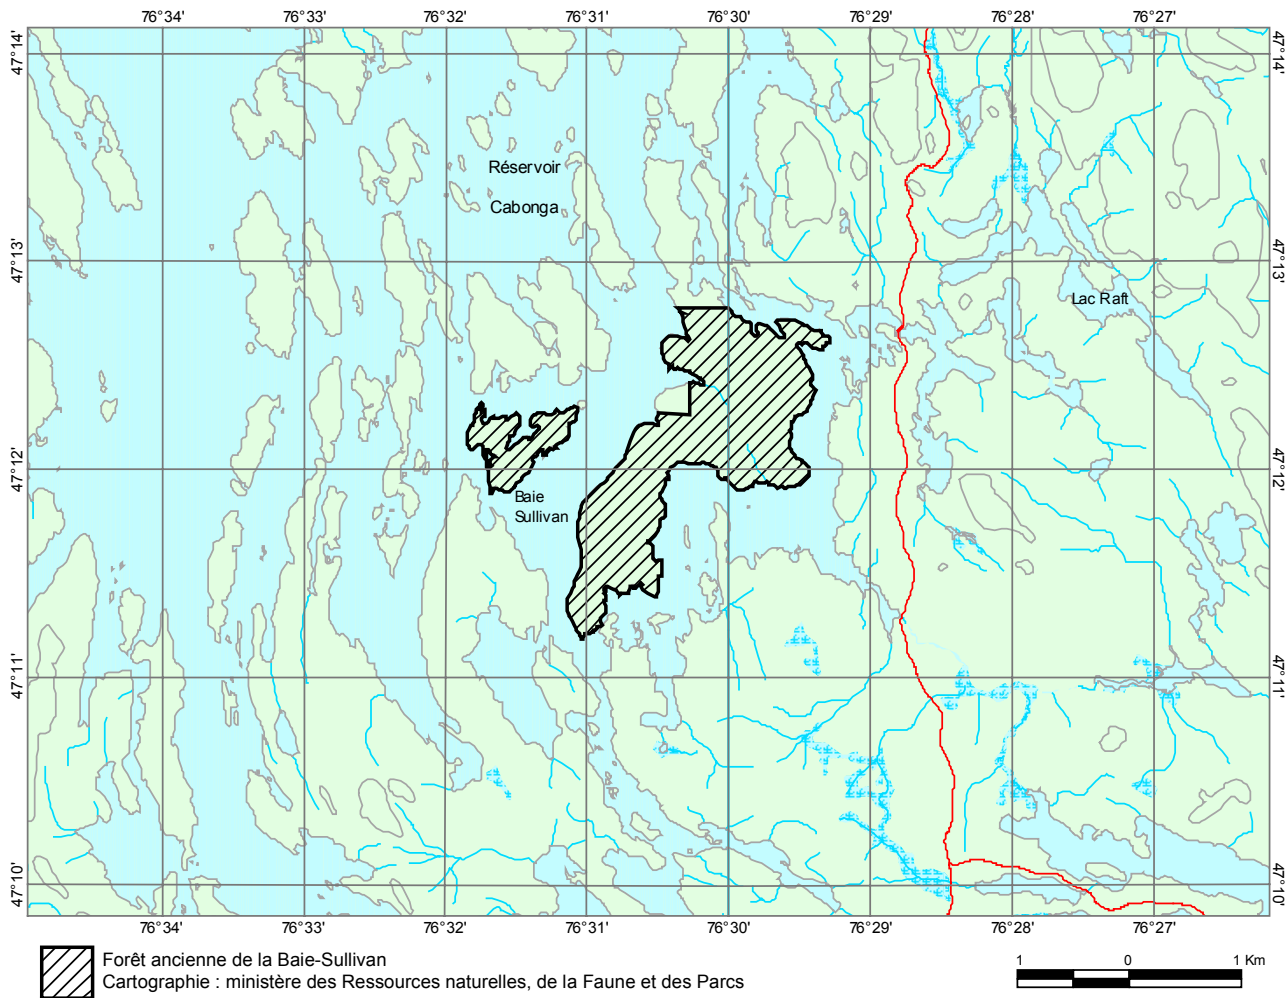 76°34' 76°33' 76°32' 76°31' 76°30' 76°29' 76°28' 76°27'
47°14' 47°14'
Réservoir
Cabonga
47°13' 47°13'
Lac Raft
47°12' 47°12'
Baie
Sullivan
47°11' 47°11'
47°10' 47°10'
76°34' 76°33' 76°32' 76°31' 76°30' 76°29' 76°28' 76°27'
Forêt ancienne de la Baie-Sullivan
Cartographie : ministère des Ressources naturelles, de la Faune et des Parcs
1 0 1 Km